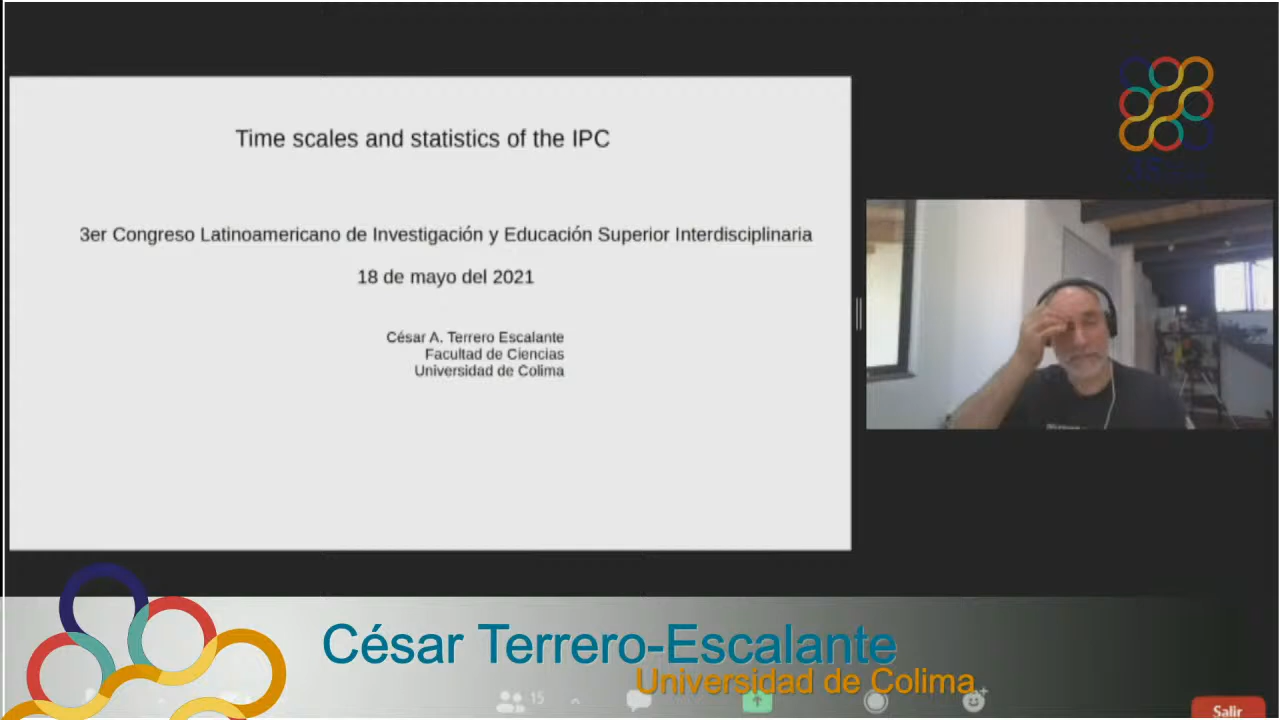 Time scales and statistics of the IPC
3er Congreso Latinoamericano de Investigación y Educación Superior Interdisciplinaria
18 de mayo del 2021
César A. Terrero Escalante
Facultad de Ciencias
Universidad de Colima
César Terrero-Escalante
Universidad de Colima
15
Salir